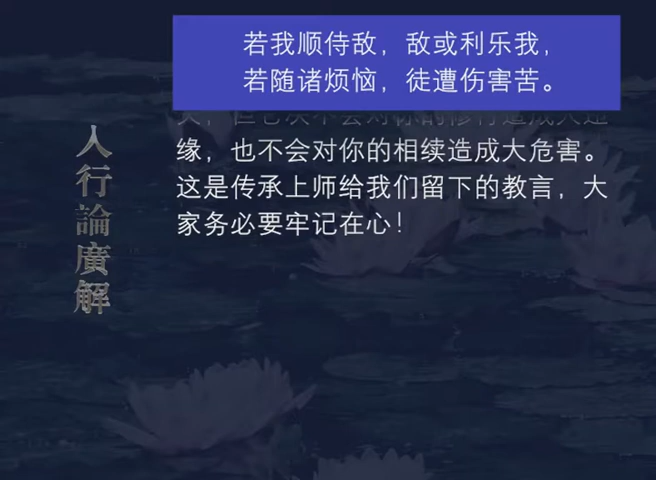 若我顺侍敌，敌或利乐我，
若随诸烦恼，徒遭伤害苦。
缘，也不会对你的相续造成大危害。
这是传承上师给我们留下的教言，大
家务必要牢记在心！
入行論廣解